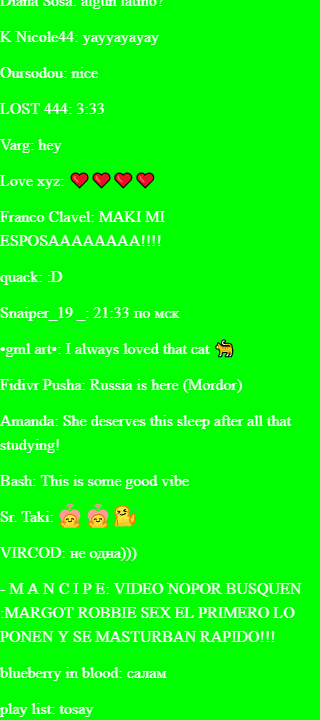 Diana Sosa: algun latino?
K Nicole44: yayyayayay
Oursodou: nice
LOST 444: 3:33
Varg: hey
Love xyz: ❤️❤️❤️❤️
Franco Clavel: MAKI MI
ESPOSAAAAAAAA!!!!
quack: :D
Snaiper_19 _: 21:33 по мск
•gml art•: I always loved that cat 🐈
Fidivr Pusha: Russia is here (Mordor)
Amanda: She deserves this sleep after all that
studying!
Bash: This is some good vibe
Sr. Taki:
VIRCOD: не одна)))
- M A N C I P E: VIDEO NOPOR BUSQUEN
:MARGOT ROBBIE SEX EL PRIMERO LO
PONEN Y SE MASTURBAN RAPIDO!!!
blueberry in blood: салам
play list: tosay